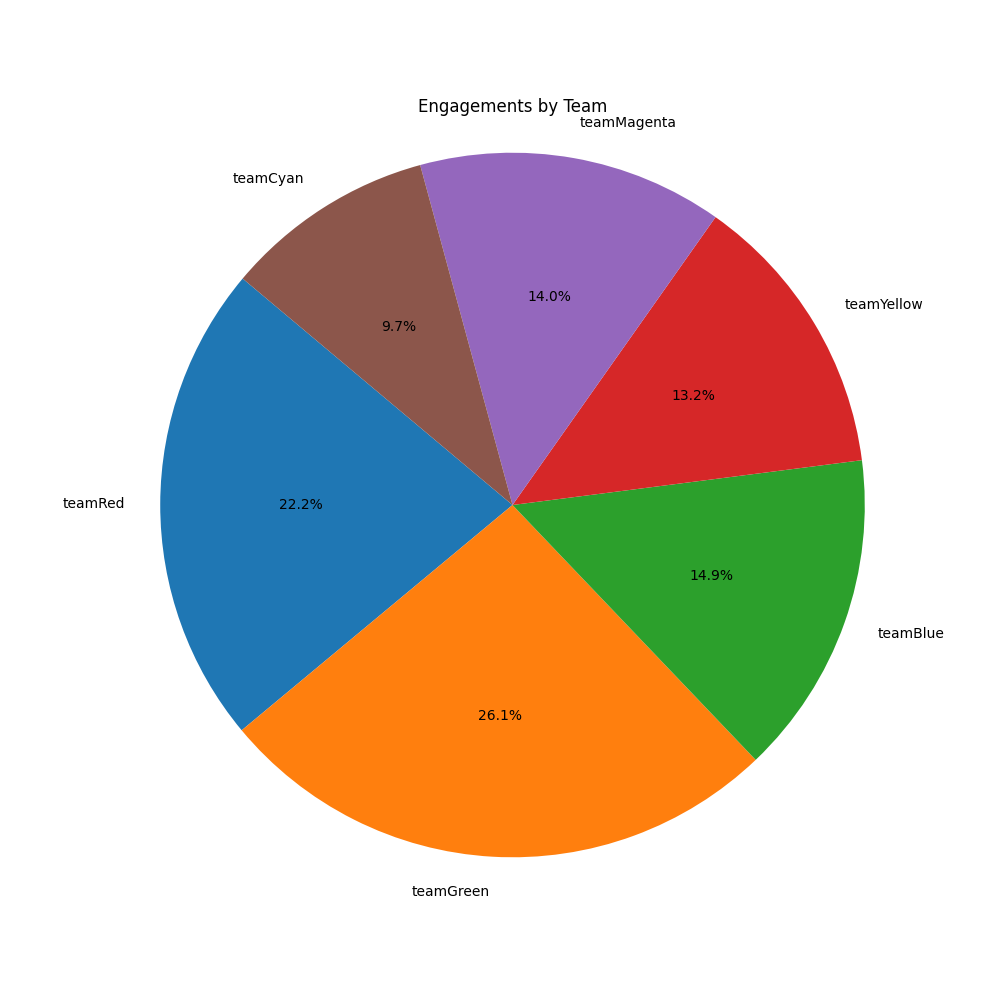 Engagements by Team
teamMagenta
teamCyan
14.0%
teamYellow
9.7%
13.2%
teamRed
22.2%
14.9%
teamBlue
26.1%
teamGreen